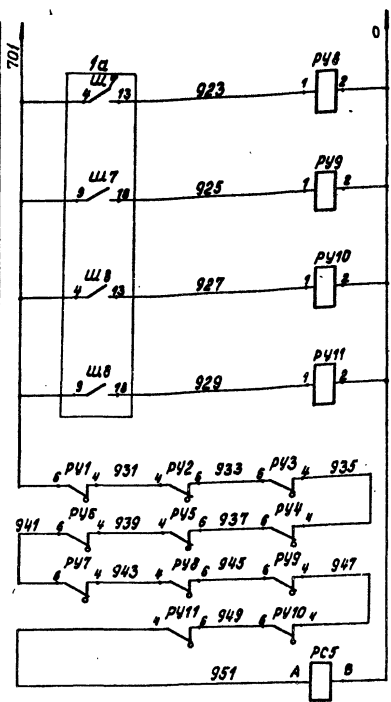 701
0
1а
Ш7
4 13 923 1 2
РУ8
Ш7
9 18 925 1 2
РУ9
Ш8
4 13 927 1 2
РУ10
Ш8
9 18 929 1 2
РУ11
6 РУ1 4 931 4 РУ2 6 933 6 РУ3 4 935
941 6 РУ6 4 939 4 РУ5 6 937 6 РУ4 4
6 РУ7 4 943 4 РУ8 6 945 6 РУ9 4 947
4 РУ11 6 949 6 РУ10 4
951 А РС5 В